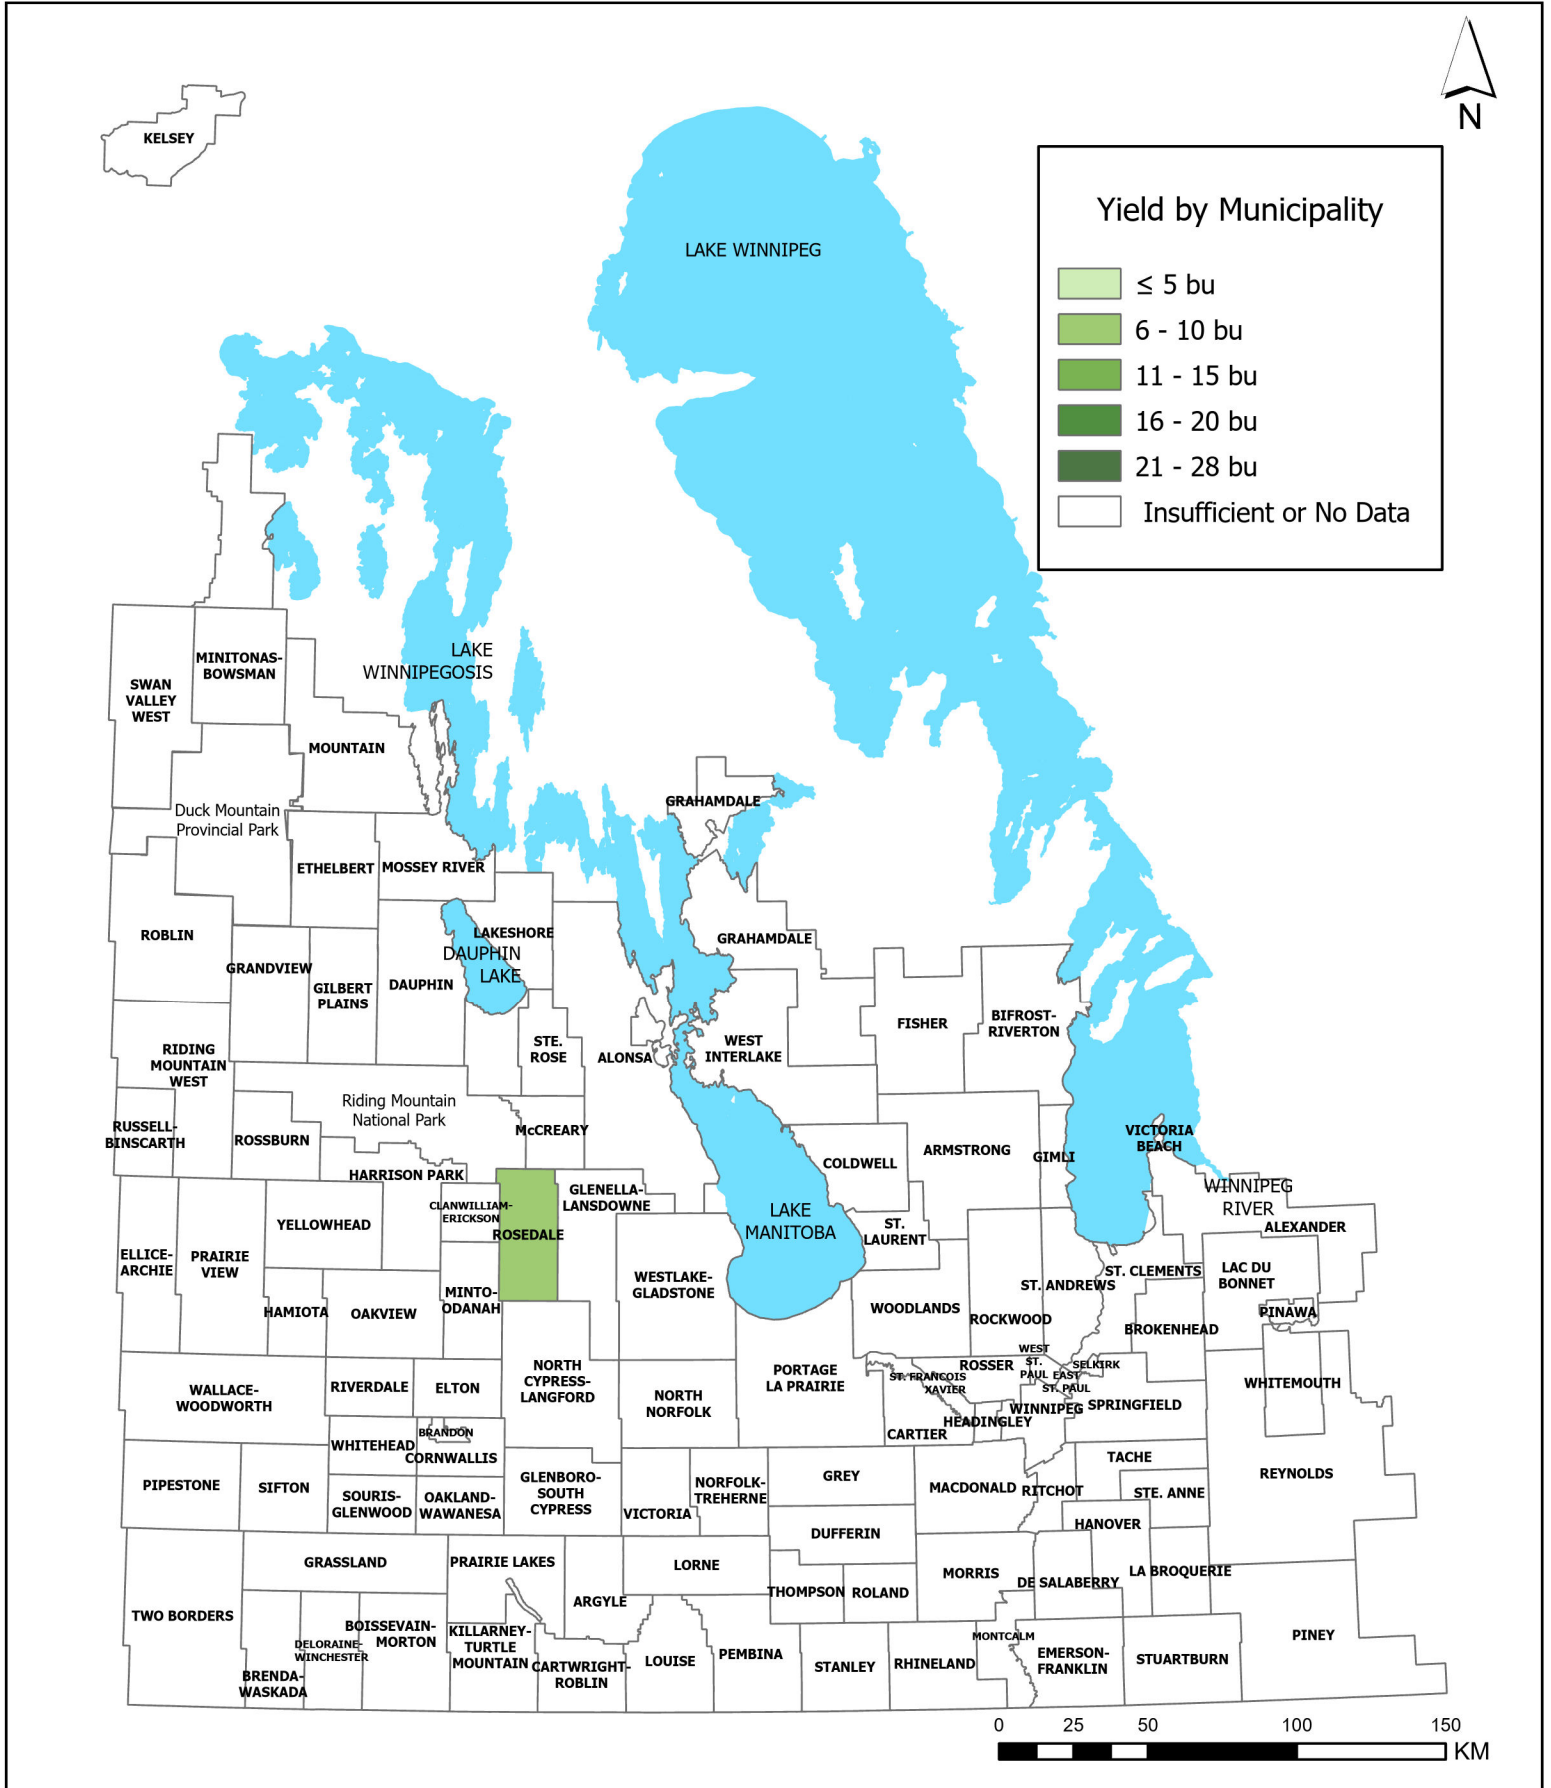 N
KELSEY
Yield by Municipality
≤ 5 bu
6 - 10 bu
11 - 15 bu
16 - 20 bu
21 - 28 bu
Insufficient or No Data
LAKE WINNIPEG
LAKE
WINNIPEGOSIS
MINITONAS-
BOWSMAN
SWAN
VALLEY
WEST
MOUNTAIN
Duck Mountain
Provincial Park
GRAHAMDALE
ETHELBERT
MOSSEY RIVER
ROBLIN
LAKESHORE
DAUPHIN
LAKE
GRAHAMDALE
GRANDVIEW
GILBERT
PLAINS
DAUPHIN
FISHER
BIFROST-
RIVERTON
RIDING
MOUNTAIN
WEST
STE.
ROSE
ALONSA
WEST
INTERLAKE
Riding Mountain
National Park
RUSSELL-
BINSCARTH
ROSSBURN
McCREARY
VICTORIA
BEACH
ARMSTRONG
GIMLI
COLDWELL
HARRISON PARK
CLANWILLIAM-
ERICKSON
GLENELLA-
LANSDOWNE
WINNIPEG
RIVER
ALEXANDER
YELLOWHEAD
ROSEDALE
LAKE
MANITOBA
ST.
LAURENT
ELLICE-
ARCHIE
PRAIRIE
VIEW
WESTLAKE-
GLADSTONE
ST. ANDREWS
ST. CLEMENTS
LAC DU
BONNET
HAMIOTA
OAKVIEW
MINTO-
ODANAH
WOODLANDS
ROCKWOOD
PINAWA
BROKENHEAD
WALLACE-
WOODWORTH
RIVERDALE
ELTON
NORTH
CYPRESS-
LANGFORD
NORTH
NORFOLK
PORTAGE
LA PRAIRIE
ST. FRANCOIS
XAVIER
ROSSER
WEST
ST.
PAUL
EAST
ST. PAUL
SELKIRK
WHITEMOUTH
WINNIPEG
SPRINGFIELD
HEADINGLEY
CARTIER
WHITEHEAD
BRANDON
CORNWALLIS
TACHE
REYNOLDS
PIPESTONE
SIFTON
SOURIS-
GLENWOOD
OAKLAND-
WAWANESA
GLENBORO-
SOUTH
CYPRESS
VICTORIA
NORFOLK-
TREHERNE
GREY
MACDONALD
RITCHOT
STE. ANNE
HANOVER
DUFFERIN
GRASSLAND
PRAIRIE LAKES
LORNE
MORRIS
DE SALABERRY
LA BROQUERIE
THOMPSON
ROLAND
ARGYLE
TWO BORDERS
BOISSEVAIN-
MORTON
DELORAINE-
WINCHESTER
BRENDA-
WASKADA
KILLARNEY-
TURTLE
MOUNTAIN
CARTWRIGHT-
ROBLIN
LOUISE
PEMBINA
STANLEY
RHINELAND
MONTCALM
EMERSON-
FRANKLIN
STUARTBURN
PINEY
0 25 50 100 150
KM